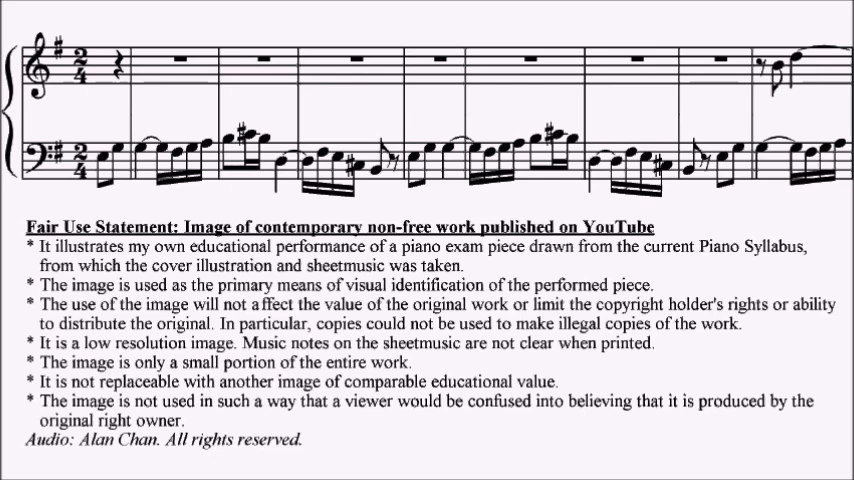 2
4
2
4
Fair Use Statement: Image of contemporary non-free work published on YouTube
* It illustrates my own educational performance of a piano exam piece drawn from the current Piano Syllabus,
from which the cover illustration and sheetmusic was taken.
* The image is used as the primary means of visual identification of the performed piece.
* The use of the image will not affect the value of the original work or limit the copyright holder's rights or ability
to distribute the original. In particular, copies could not be used to make illegal copies of the work.
* It is a low resolution image. Music notes on the sheetmusic are not clear when printed.
* The image is only a small portion of the entire work.
* It is not replaceable with another image of comparable educational value.
* The image is not used in such a way that a viewer would be confused into believing that it is produced by the
original right owner.
Audio: Alan Chan. All rights reserved.